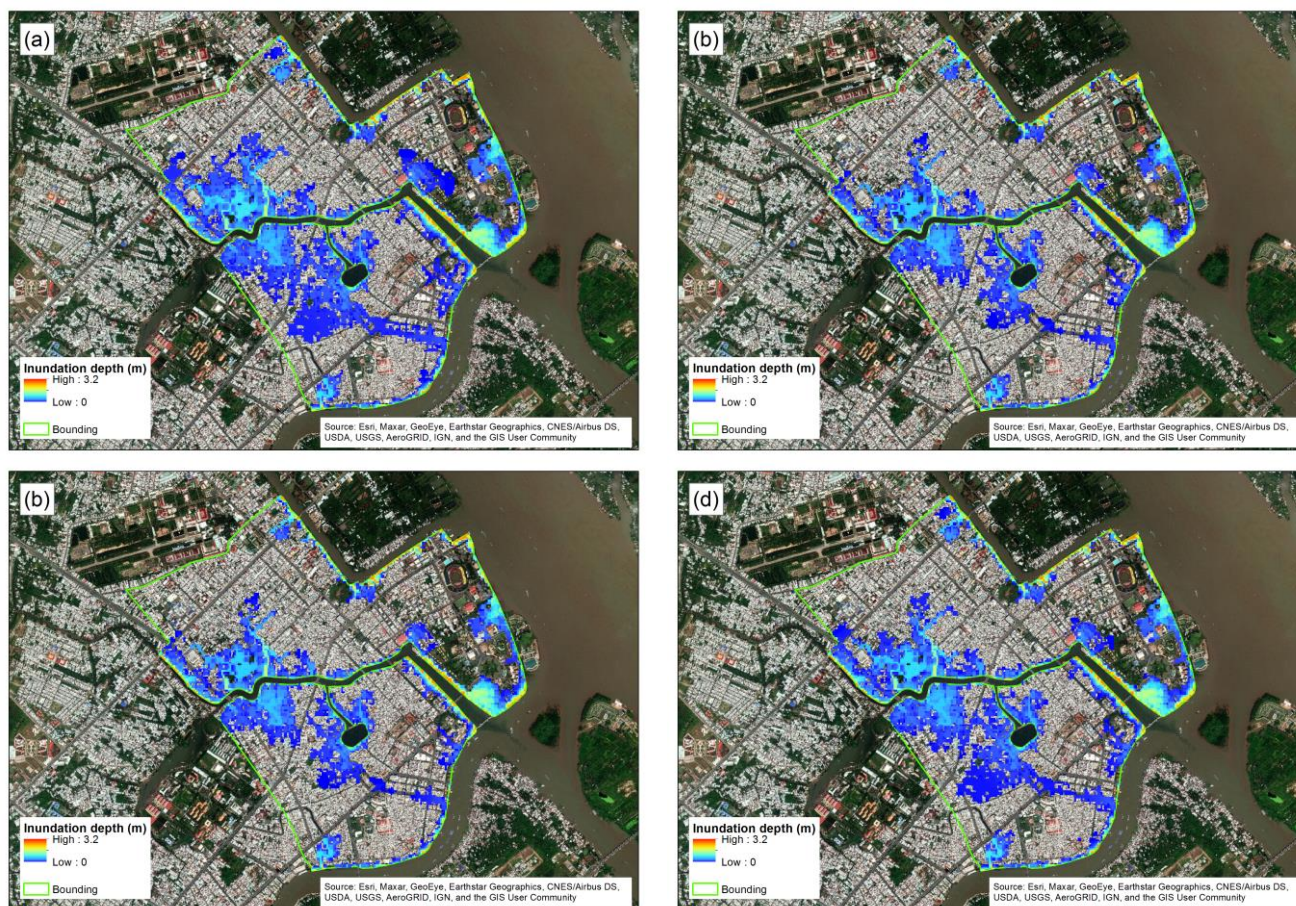 (a)
Inundation depth (m)
High : 3.2
Low : 0
Bounding
Source: Esri, Maxar, GeoEye, Earthstar Geographics, CNES/Airbus DS,
USDA, USGS, AeroGRID, IGN, and the GIS User Community
(b)
Inundation depth (m)
High : 3.2
Low : 0
Bounding
Source: Esri, Maxar, GeoEye, Earthstar Geographics, CNES/Airbus DS,
USDA, USGS, AeroGRID, IGN, and the GIS User Community
(b)
Inundation depth (m)
High : 3.2
Low : 0
Bounding
Source: Esri, Maxar, GeoEye, Earthstar Geographics, CNES/Airbus DS,
USDA, USGS, AeroGRID, IGN, and the GIS User Community
(d)
Inundation depth (m)
High : 3.2
Low : 0
Bounding
Source: Esri, Maxar, GeoEye, Earthstar Geographics, CNES/Airbus DS,
USDA, USGS, AeroGRID, IGN, and the GIS User Community